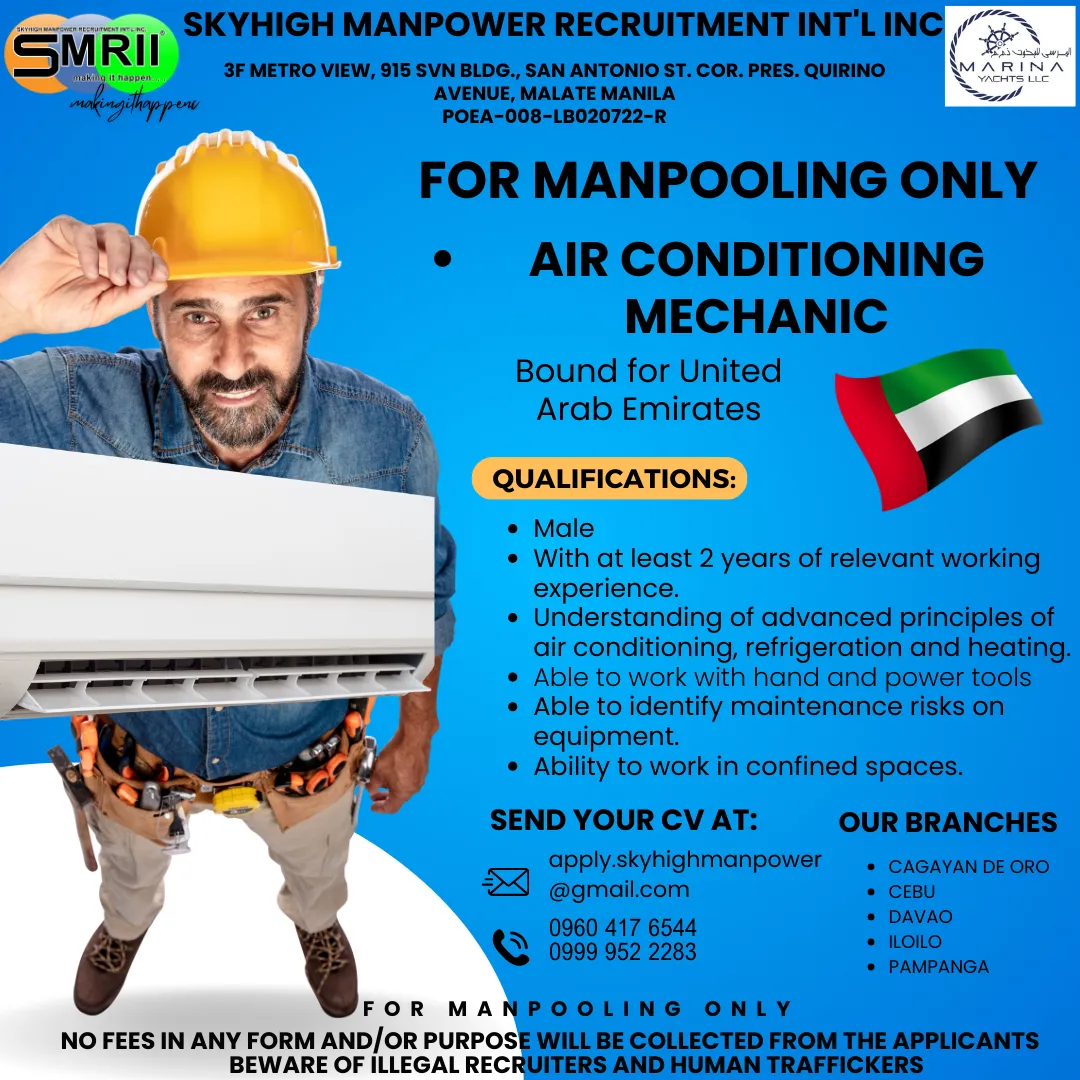 SKYHIGH MANPOWER RECRUITMENT INT'L INC
SKYHIGH MANPOWER RECRUITMENT INT'L INC.
SMRII
making it happen...
makingithappens
3F METRO VIEW, 915 SVN BLDG., SAN ANTONIO ST. COR. PRES. QUIRINO
AVENUE, MALATE MANILA
POEA-008-LB020722-R
MARINA
YACHTS LLC
FOR MANPOOLING ONLY
• AIR CONDITIONING
MECHANIC
Bound for United
Arab Emirates
QUALIFICATIONS:
• Male
• With at least 2 years of relevant working
experience.
• Understanding of advanced principles of
air conditioning, refrigeration and heating.
• Able to work with hand and power tools
• Able to identify maintenance risks on
equipment.
• Ability to work in confined spaces.
SEND YOUR CV AT:
apply.skyhighmanpower
@gmail.com
0960 417 6544
0999 952 2283
OUR BRANCHES
• CAGAYAN DE ORO
• CEBU
• DAVAO
• ILOILO
• PAMPANGA
FOR MANPOOLING ONLY
NO FEES IN ANY FORM AND/OR PURPOSE WILL BE COLLECTED FROM THE APPLICANTS
BEWARE OF ILLEGAL RECRUITERS AND HUMAN TRAFFICKERS